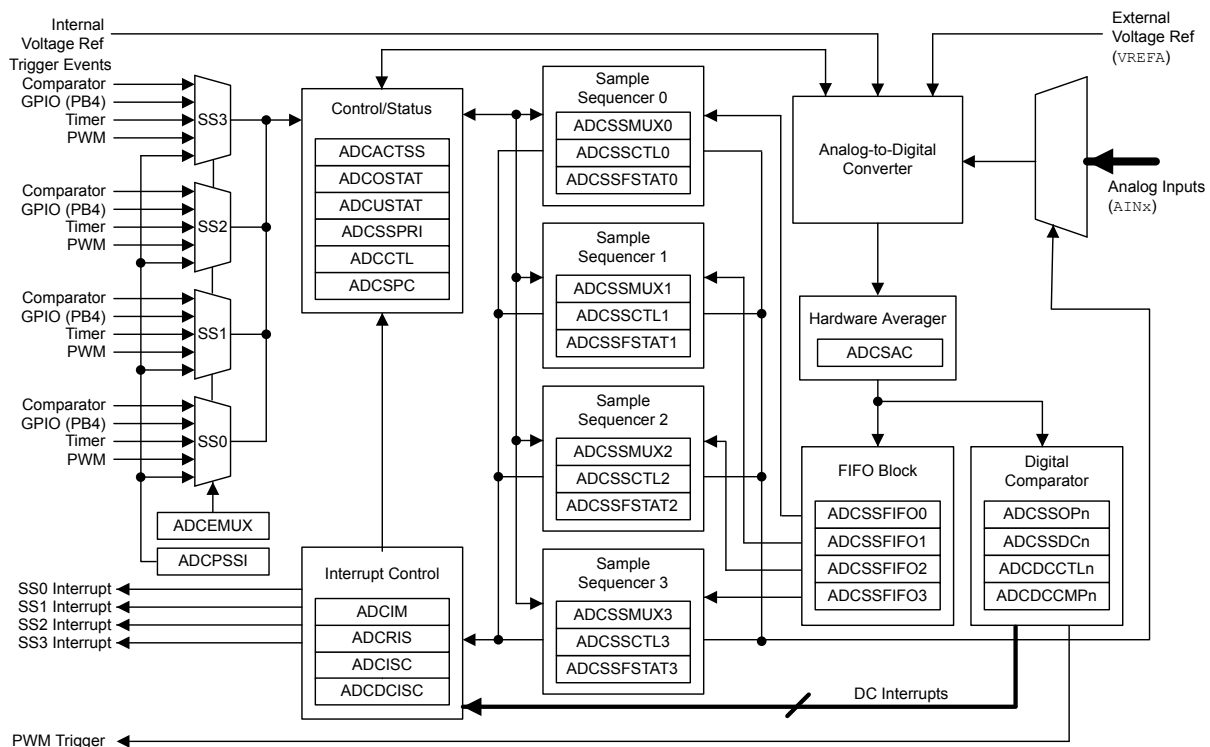 Internal
Voltage Ref
External
Voltage Ref
(VREFA)
Trigger Events
Comparator
GPIO (PB4)
Timer
PWM
SS3
Comparator
GPIO (PB4)
Timer
PWM
SS2
Comparator
GPIO (PB4)
Timer
PWM
SS1
Comparator
GPIO (PB4)
Timer
PWM
SS0
ADCEMUX
ADCPSSI
SS0 Interrupt
SS1 Interrupt
SS2 Interrupt
SS3 Interrupt
PWM Trigger
Control/Status
ADCACTSS
ADCOSTAT
ADCUSTAT
ADCSSPRI
ADCCTL
ADCSPC
Interrupt Control
ADCIM
ADCRIS
ADCISC
ADCDCISC
Sample
Sequencer 0
ADCSSMUX0
ADCSSCTL0
ADCSSFSTAT0
Sample
Sequencer 1
ADCSSMUX1
ADCSSCTL1
ADCSSFSTAT1
Sample
Sequencer 2
ADCSSMUX2
ADCSSCTL2
ADCSSFSTAT2
Sample
Sequencer 3
ADCSSMUX3
ADCSSCTL3
ADCSSFSTAT3
Analog-to-Digital
Converter
Analog Inputs
(AINx)
Hardware Averager
ADCSAC
FIFO Block
ADCSSFIFO0
ADCSSFIFO1
ADCSSFIFO2
ADCSSFIFO3
Digital
Comparator
ADCSSOPn
ADCSSDCn
ADCDCCTLn
ADCDCCMPn
DC Interrupts